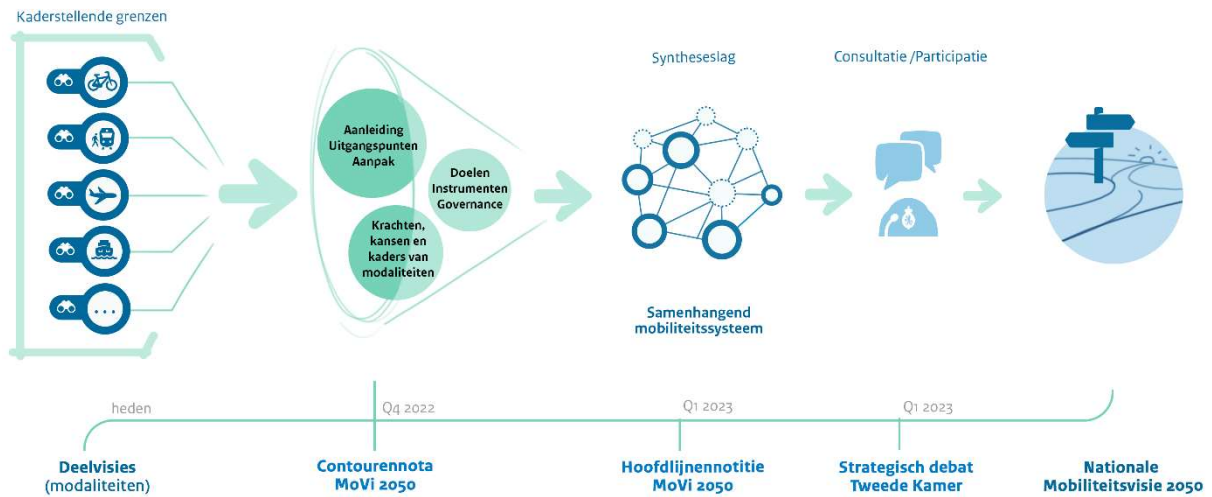 Kaderstellende grenzen
Syntheseslag
Consultatie /Participatie
Aanleiding
Uitgangspunten
Aanpak
Doelen
Instrumenten
Governance
Krachten,
kansen en
kaders van
modaliteiten
...
Samenhangend
mobiliteitssysteem
heden
Q4 2022
Q1 2023
Q1 2023
Deelvisies
(modaliteiten)
Contourennota
MoVi 2050
Hoofdlijnennotitie
MoVi 2050
Strategisch debat
Tweede Kamer
Nationale
Mobiliteitsvisie 2050